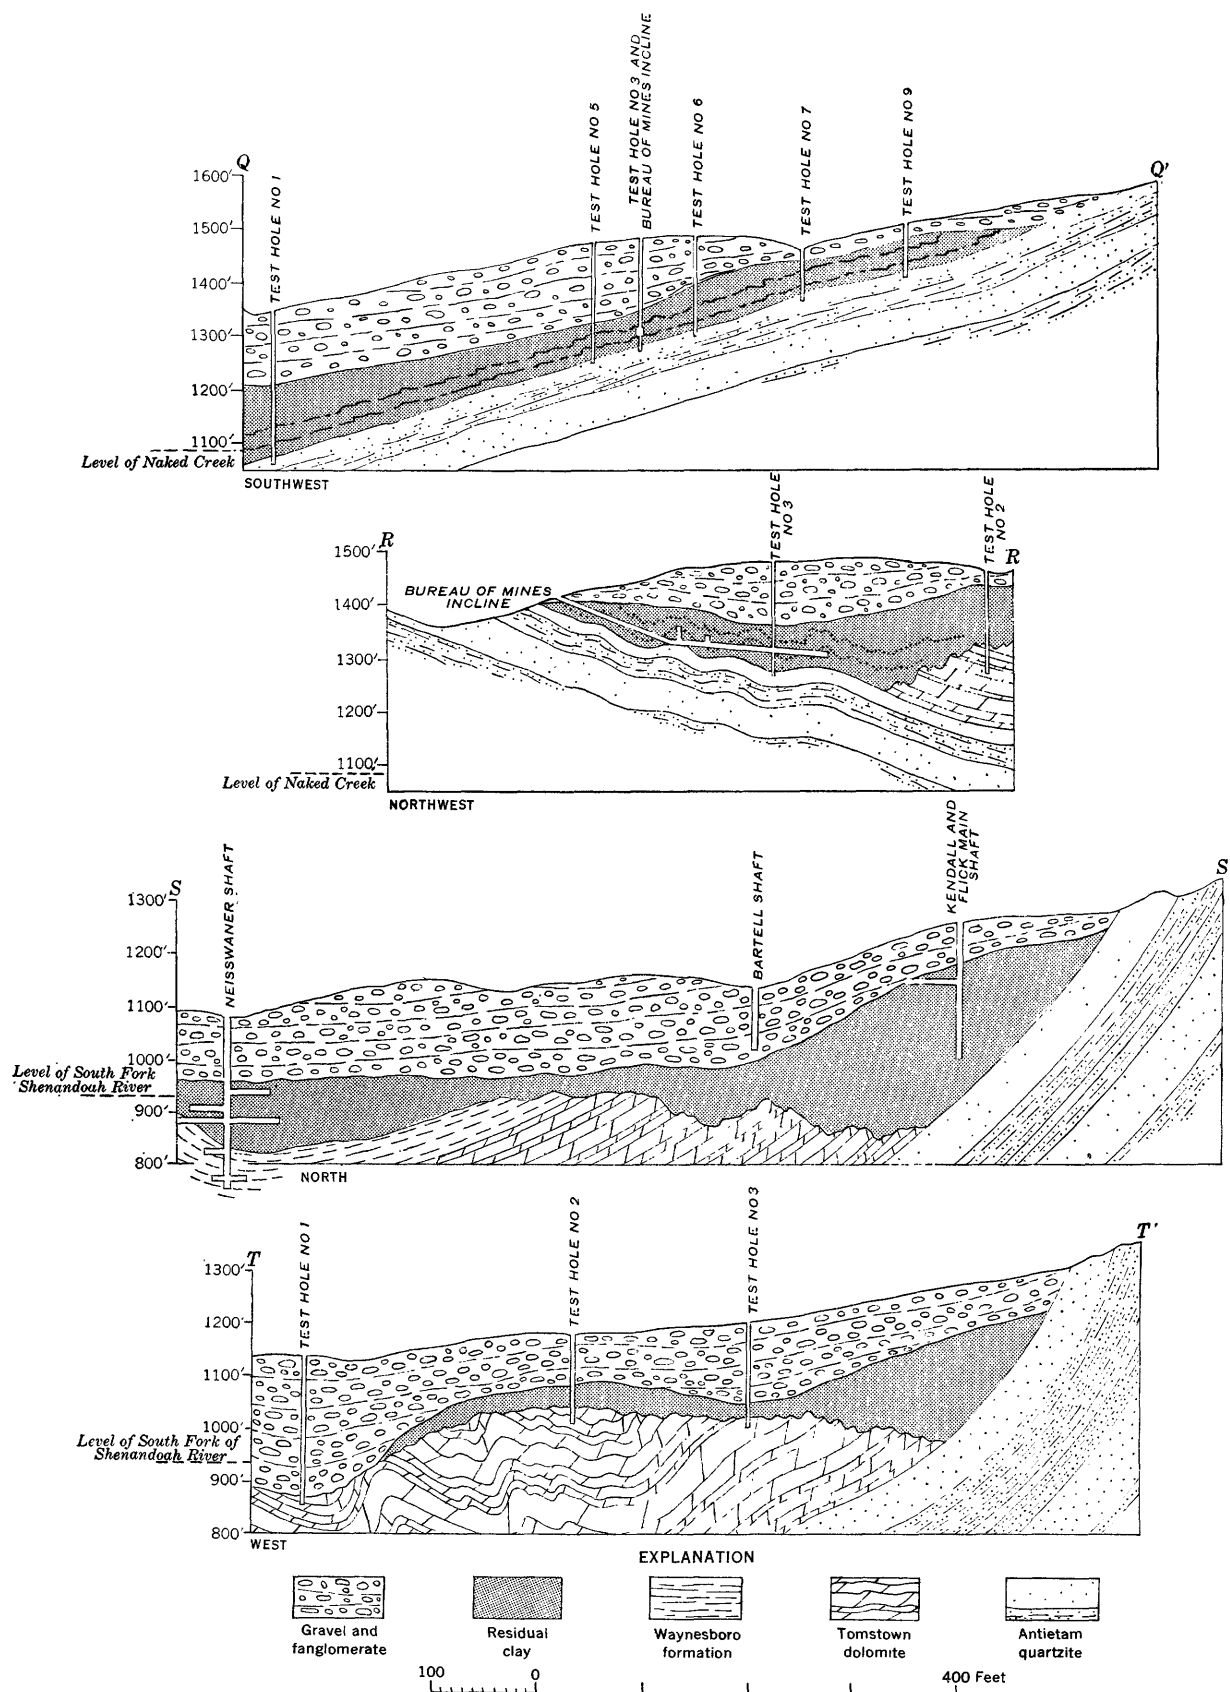 TEST HOLE NO 1
TEST HOLE NO 5
TEST HOLE NO 3 AND
BUREAU OF MINES INCLINE
TEST HOLE NO 6
TEST HOLE NO 7
TEST HOLE NO 9
Q
Q'
1600'
1500'
1400'
1300'
1200'
1100'
Level of Naked Creek
SOUTHWEST
TEST HOLE
NO 3
TEST HOLE
NO 2
R
R
1500'
BUREAU OF MINES
INCLINE
1400'
1300'
1200'
1100'
Level of Naked Creek
NORTHWEST
NEISSWANER SHAFT
BARTELL SHAFT
KENDALL AND
FLICK MAIN
SHAFT
S
S
1300'
1200'
1100'
1000'
Level of South Fork
Shenandoah River
900'
800'
NORTH
TEST HOLE NO 1
TEST HOLE NO 2
TEST HOLE NO 3
T
T'
1300'
1200'
1100'
1000'
Level of South Fork of
Shenandoah River
900'
800'
WEST
EXPLANATION
Gravel and
fanglomerate
Residual
clay
Waynesboro
formation
Tomstown
dolomite
Antietam
quartzite
100 0 400 Feet